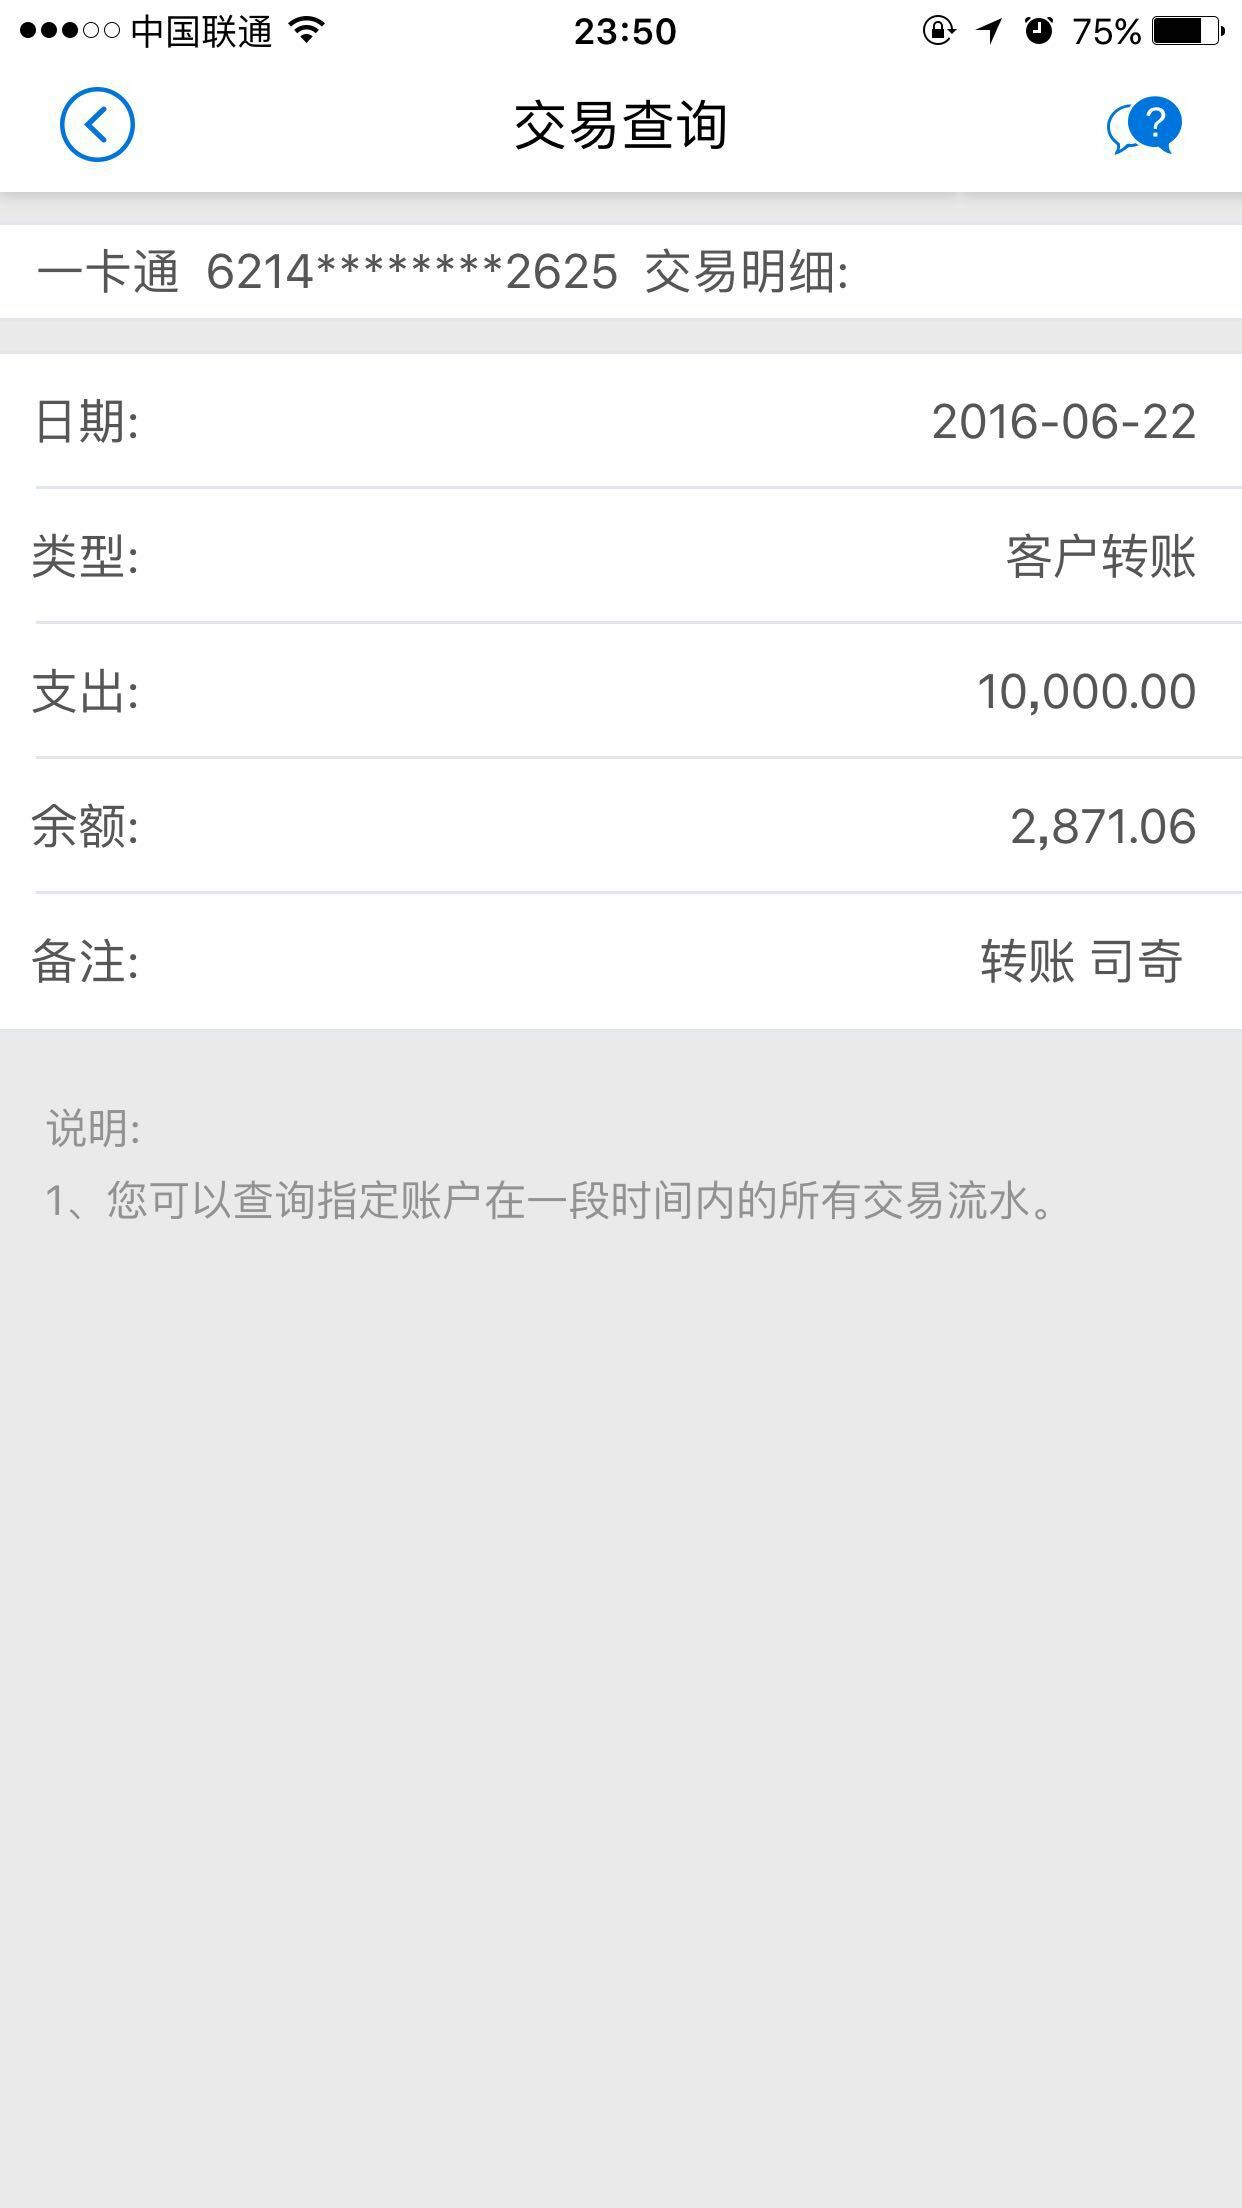 中国联通 23:50 75%
交易查询
?
一卡通 6214********2625 交易明细:
日期: 2016-06-22
类型: 客户转账
支出: 10,000.00
余额: 2,871.06
备注: 转账 司奇
说明:
1、您可以查询指定账户在一段时间内的所有交易流水。